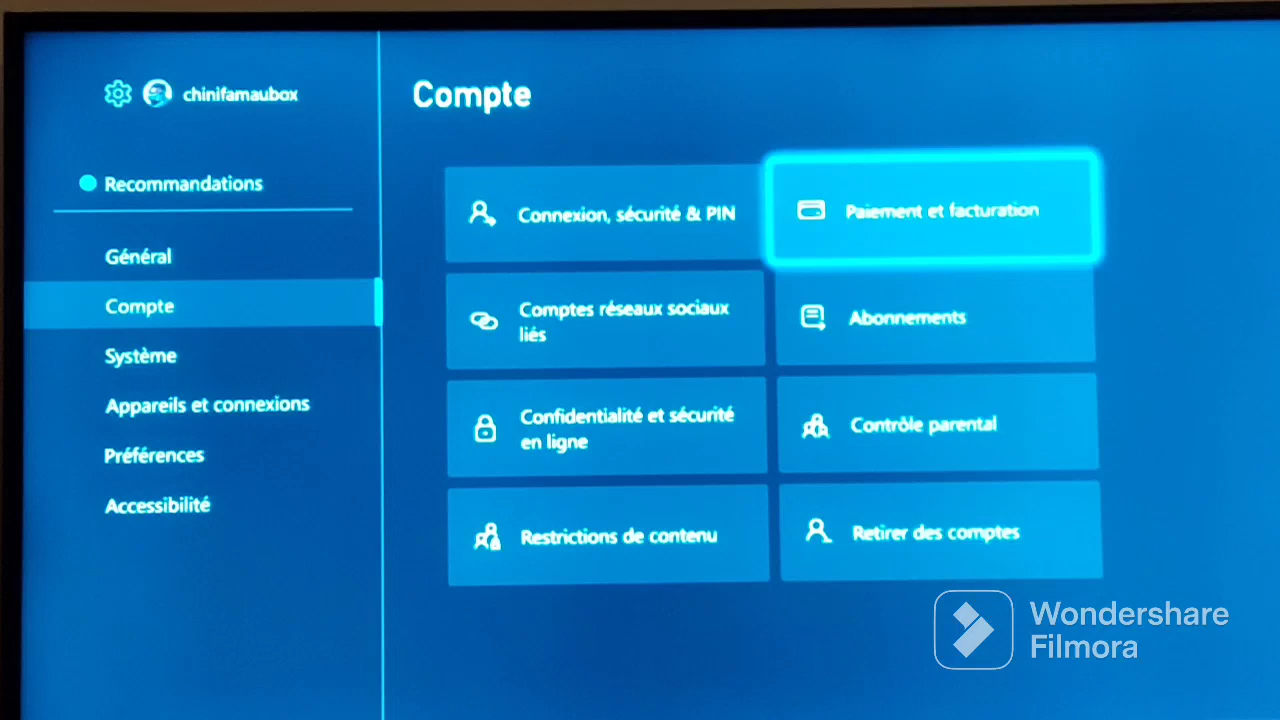 chinifamaubox
Compte
Recommandations
Général
Compte
Système
Appareils et connexions
Préférences
Accessibilité
Connexion, sécurité & PIN
Paiement et facturation
Comptes réseaux sociaux
liés
Abonnements
Confidentialité et sécurité
en ligne
Contrôle parental
Restrictions de contenu
Retirer des comptes
Wondershare
Filmora